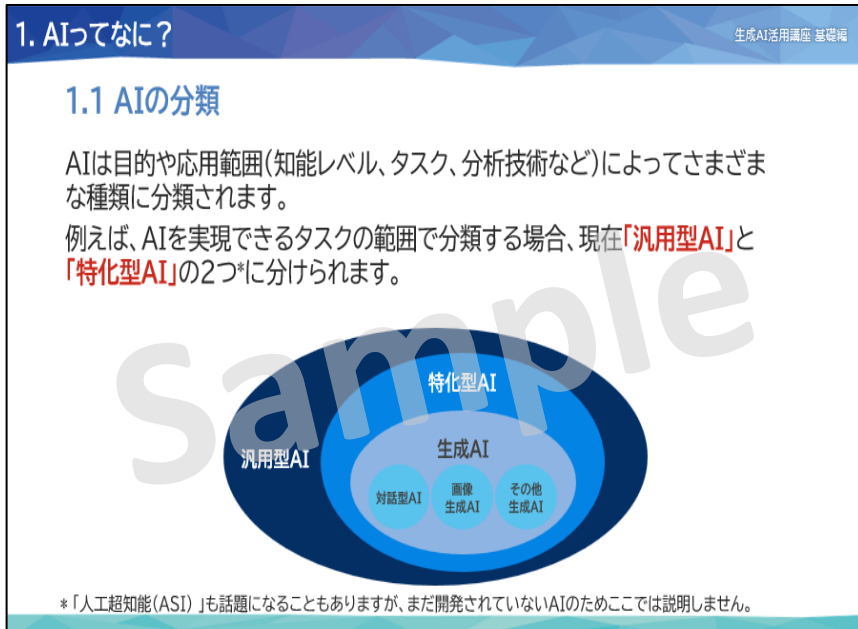 1. AIってなに？
生成AI活用講座 基礎編
1.1 AIの分類
AIは目的や応用範囲(知能レベル、タスク、分析技術など)によってさまざま
な種類に分類されます。
例えば、AIを実現できるタスクの範囲で分類する場合、現在「汎用型AI」と
「特化型AI」の2つ*に分けられます。
Sample
特化型AI
汎用型AI
生成AI
対話型AI
画像
生成AI
その他
生成AI
*「人工超知能(ASI) 」も話題になることもありますが、まだ開発されていないAIのためここでは説明しません。